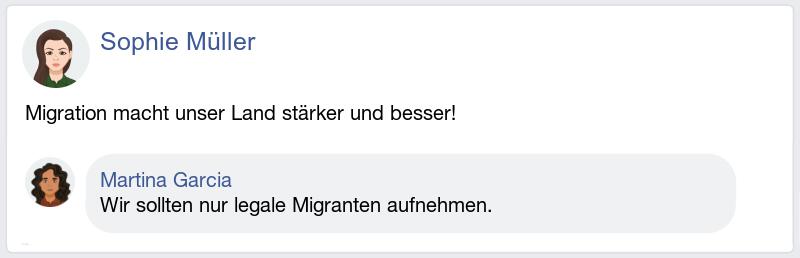 Sophie Müller
Migration macht unser Land stärker und besser!
Martina Garcia
Wir sollten nur legale Migranten aufnehmen.